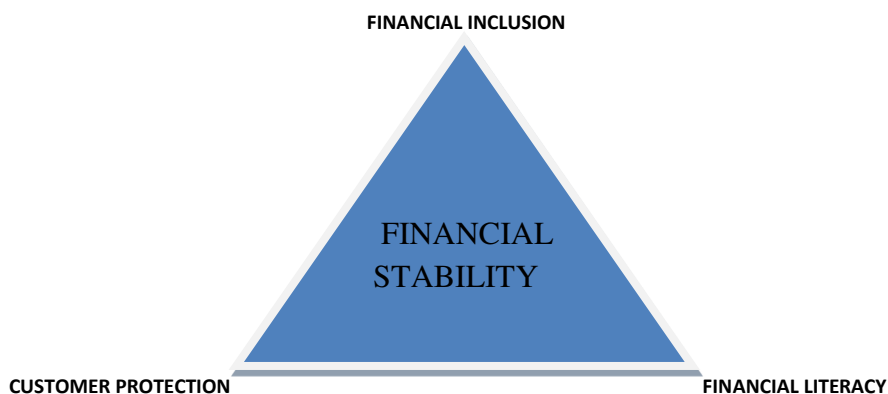 FINANCIAL INCLUSION
FINANCIAL
STABILITY
CUSTOMER PROTECTION
FINANCIAL LITERACY